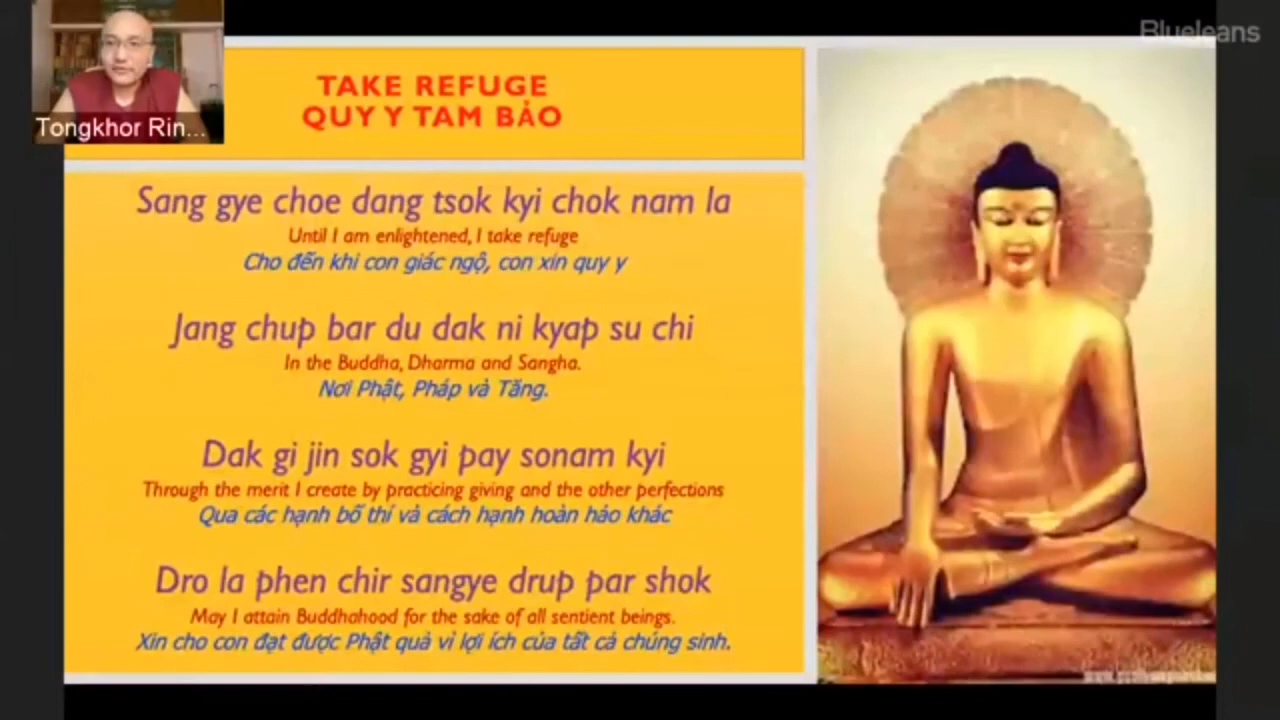 BlueJeans
Tongkhor Rin...
TAKE REFUGE
QUY Y TAM BẢO
Sang gye choe dang tsok kyi chok nam la
Until I am enlightened, I take refuge
Cho đến khi con giác ngộ, con xin quy y
Jang chup bar du dak ni kyap su chi
In the Buddha, Dharma and Sangha.
Nơi Phật, Pháp và Tăng.
Dak gi jin sok gyi pay sonam kyi
Through the merit I create by practicing giving and the other perfections
Qua các hạnh bố thí và cách hạnh hoàn hảo khác
Dro la phen chir sangye drup par shok
May I attain Buddhahood for the sake of all sentient beings.
Xin cho con đạt được Phật quả vì lợi ích của tất cả chúng sinh.